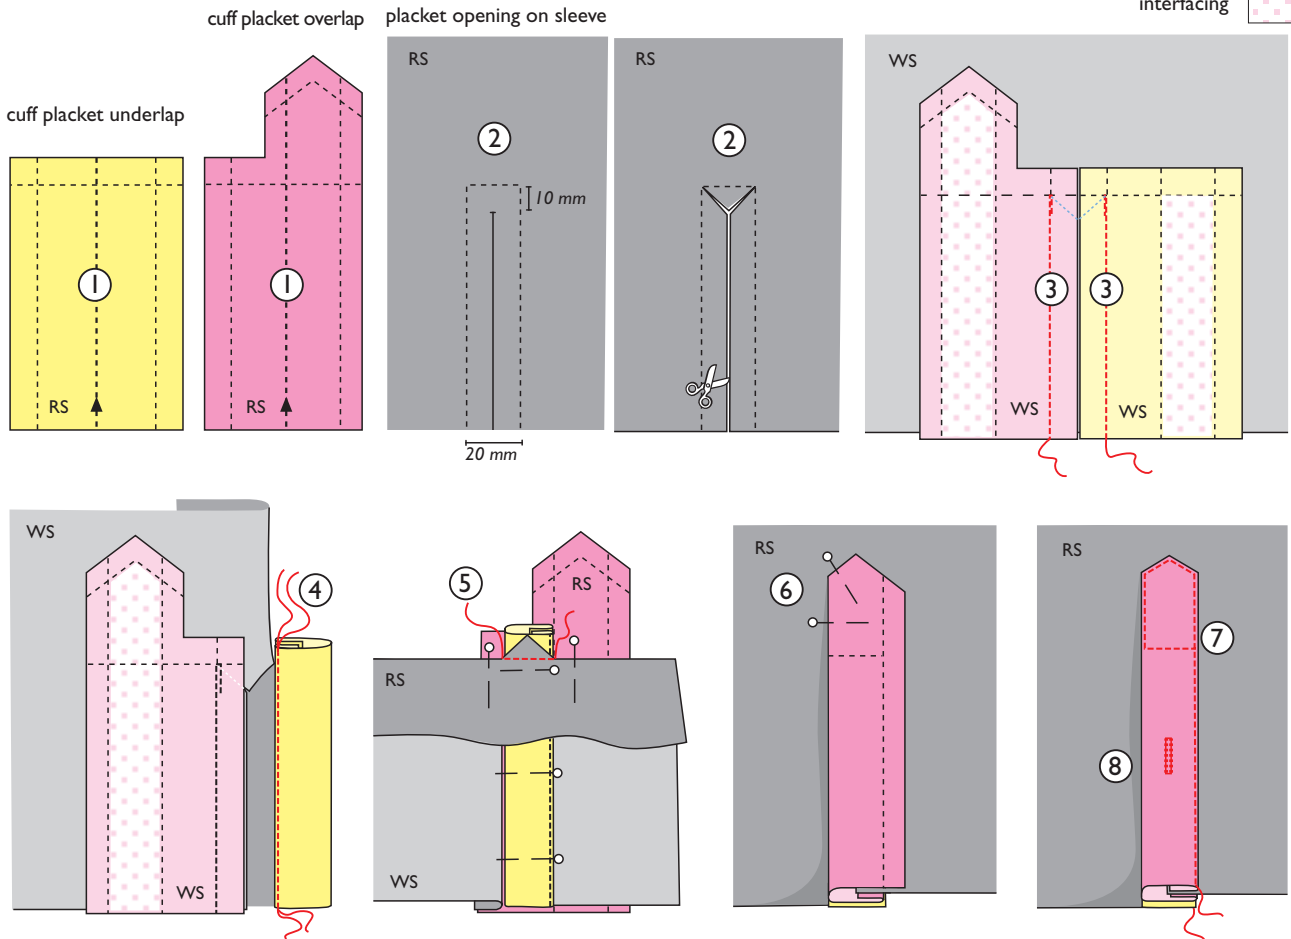 interfacing
cuff placket overlap
placket opening on sleeve
cuff placket underlap
1
RS
1
RS
RS
2
10 mm
20 mm
RS
2
WS
3
3
WS
WS
WS
4
WS
5
RS
RS
WS
RS
6
RS
7
8